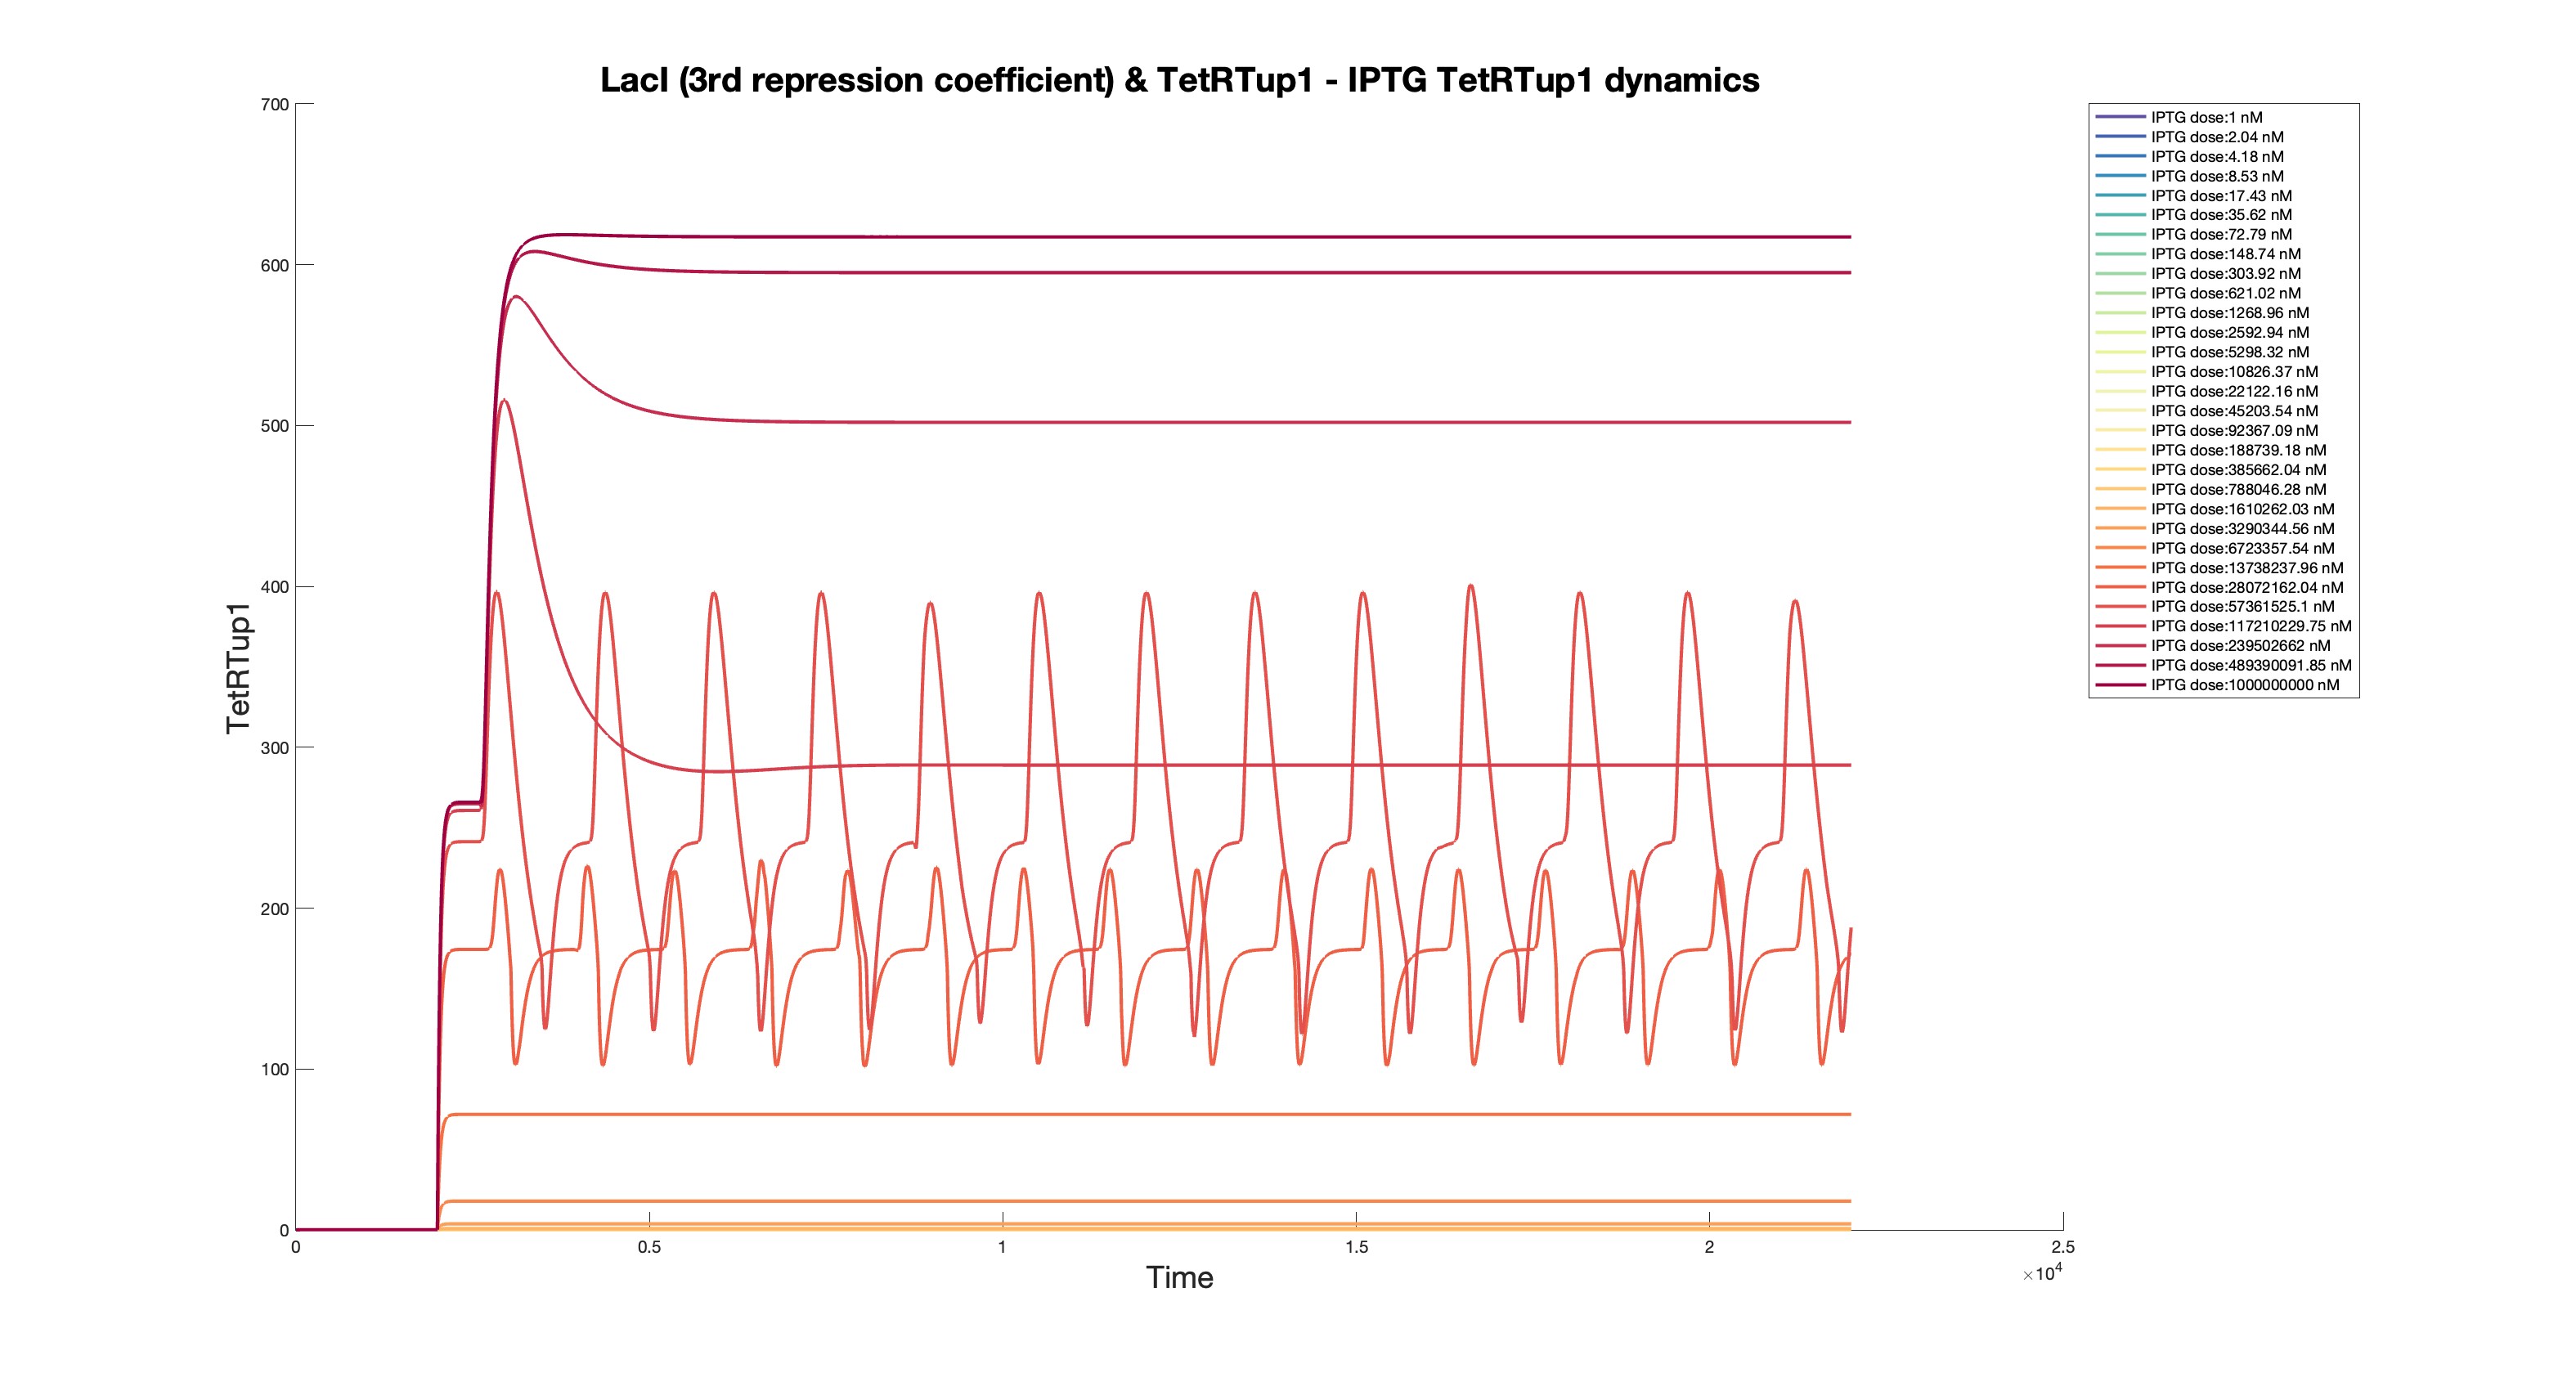 LacI (3rd repression coefficient) & TetRTup1 - IPTG TetRTup1 dynamics
700
600
500
400
300
200
100
0
TetRTup1
0
0.5
1
1.5
2
2.5
×10^4
Time
IPTG dose:1 nM
IPTG dose:2.04 nM
IPTG dose:4.18 nM
IPTG dose:8.53 nM
IPTG dose:17.43 nM
IPTG dose:35.62 nM
IPTG dose:72.79 nM
IPTG dose:148.74 nM
IPTG dose:303.92 nM
IPTG dose:621.02 nM
IPTG dose:1268.96 nM
IPTG dose:2592.94 nM
IPTG dose:5298.32 nM
IPTG dose:10826.37 nM
IPTG dose:22122.16 nM
IPTG dose:45203.54 nM
IPTG dose:92367.09 nM
IPTG dose:188739.18 nM
IPTG dose:385662.04 nM
IPTG dose:788046.28 nM
IPTG dose:1610262.03 nM
IPTG dose:3290344.56 nM
IPTG dose:6723357.54 nM
IPTG dose:13738237.96 nM
IPTG dose:28072162.04 nM
IPTG dose:57361525.1 nM
IPTG dose:117210229.75 nM
IPTG dose:239502662 nM
IPTG dose:489390091.85 nM
IPTG dose:1000000000 nM